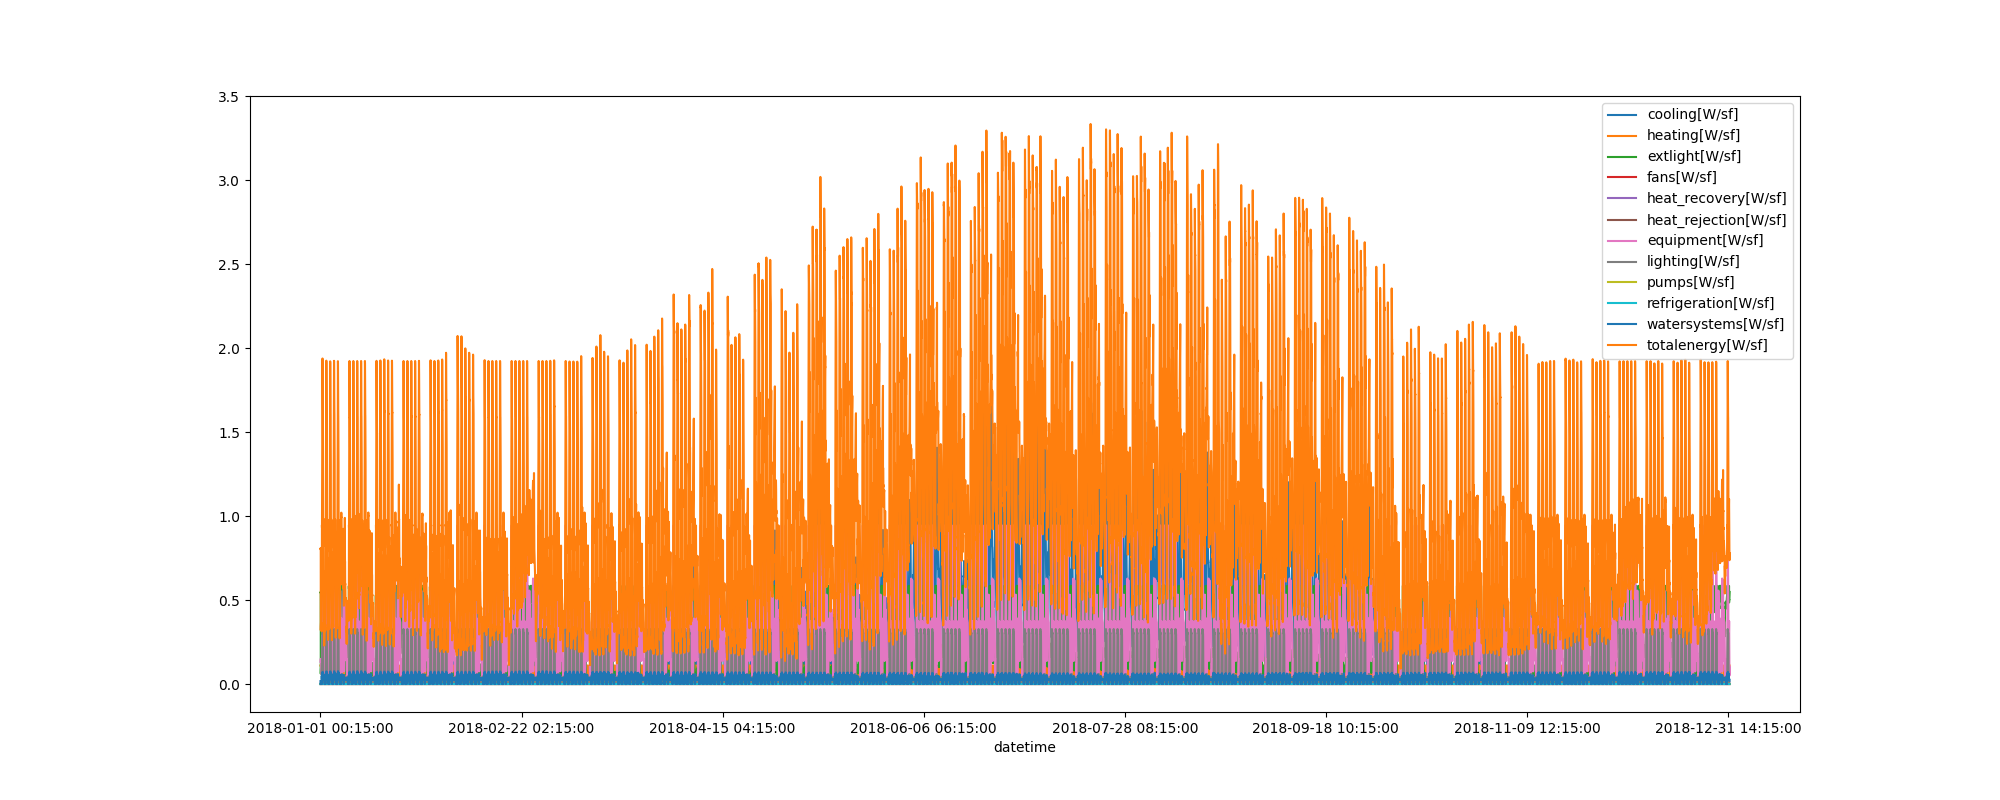 3.5
3.0
2.5
2.0
1.5
1.0
0.5
0.0
cooling[W/sf]
heating[W/sf]
extlight[W/sf]
fans[W/sf]
heat_recovery[W/sf]
heat_rejection[W/sf]
equipment[W/sf]
lighting[W/sf]
pumps[W/sf]
refrigeration[W/sf]
watersystems[W/sf]
totalenergy[W/sf]
2018-01-01 00:15:00 2018-02-22 02:15:00 2018-04-15 04:15:00 2018-06-06 06:15:00 2018-07-28 08:15:00 2018-09-18 10:15:00 2018-11-09 12:15:00 2018-12-31 14:15:00
datetime